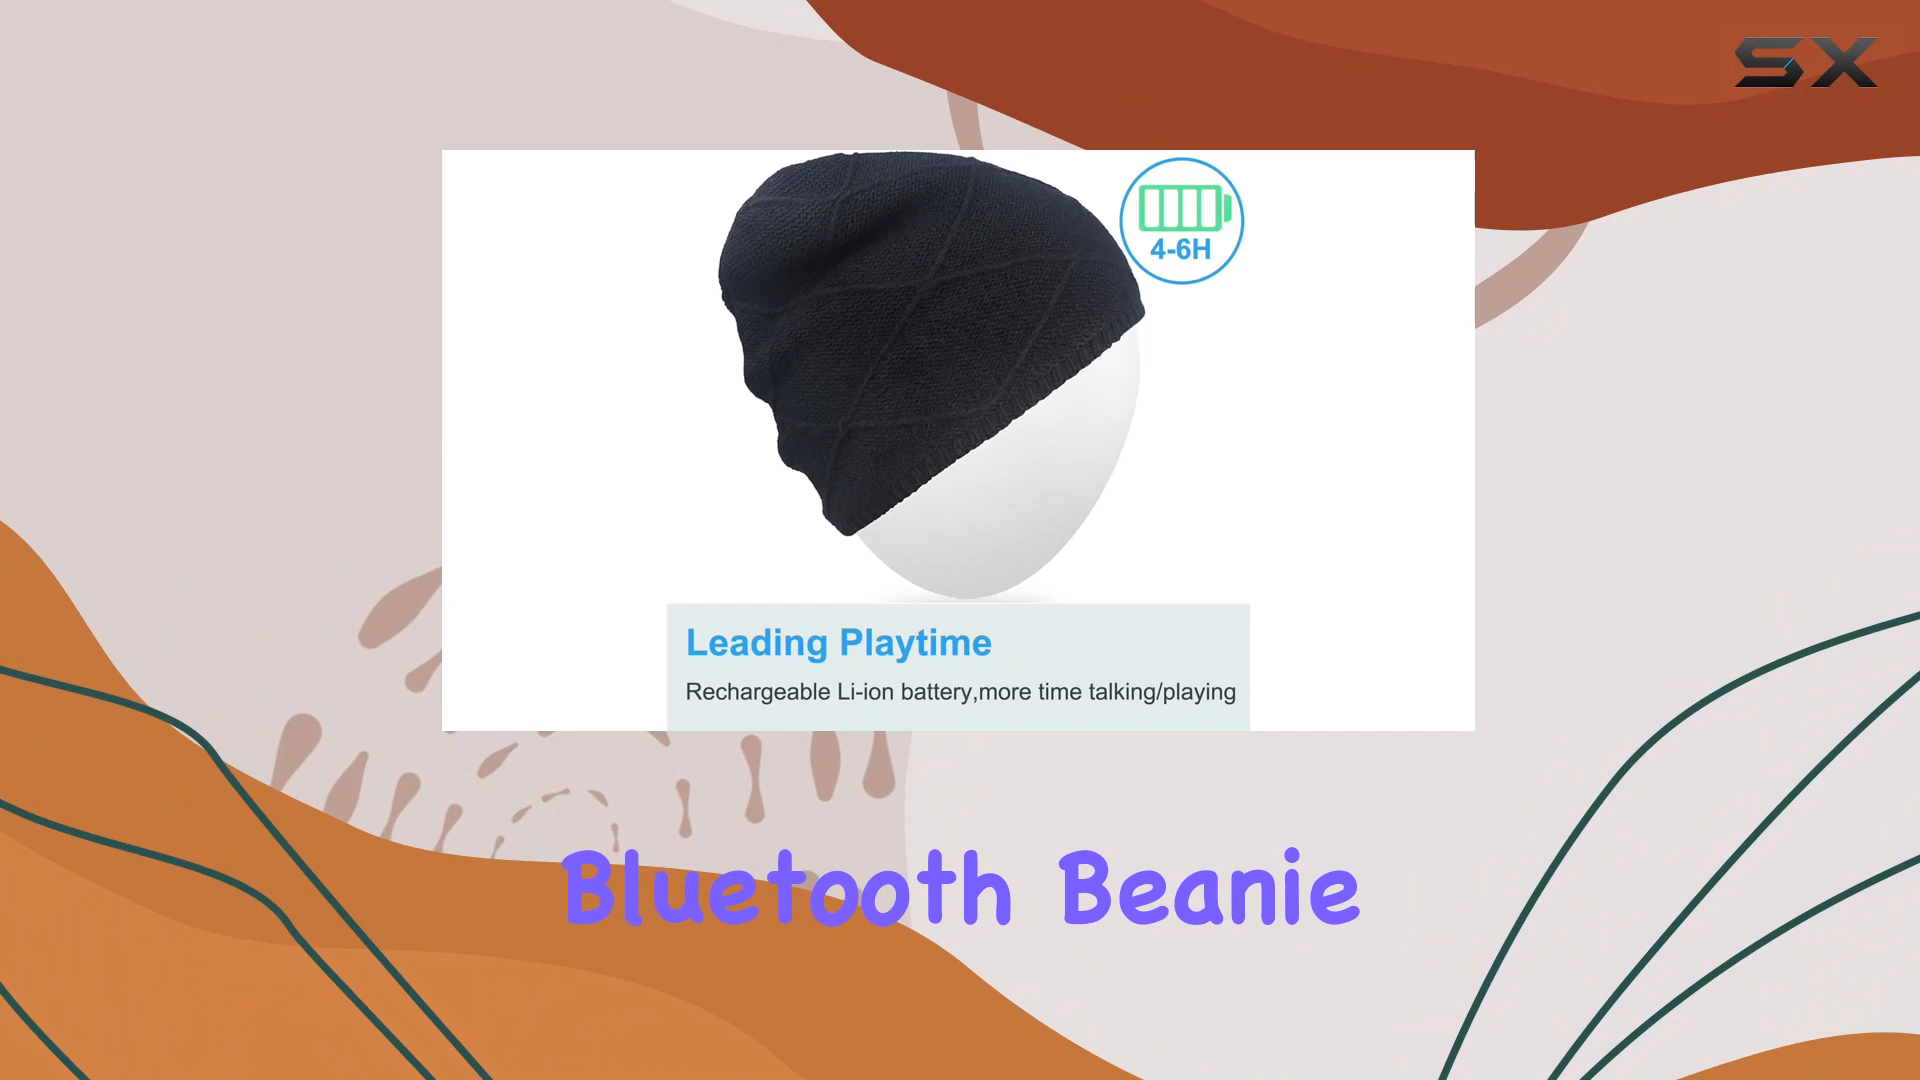 SX
4-6H
Leading Playtime
Rechargeable Li-ion battery,more time talking/playing
Bluetooth Beanie